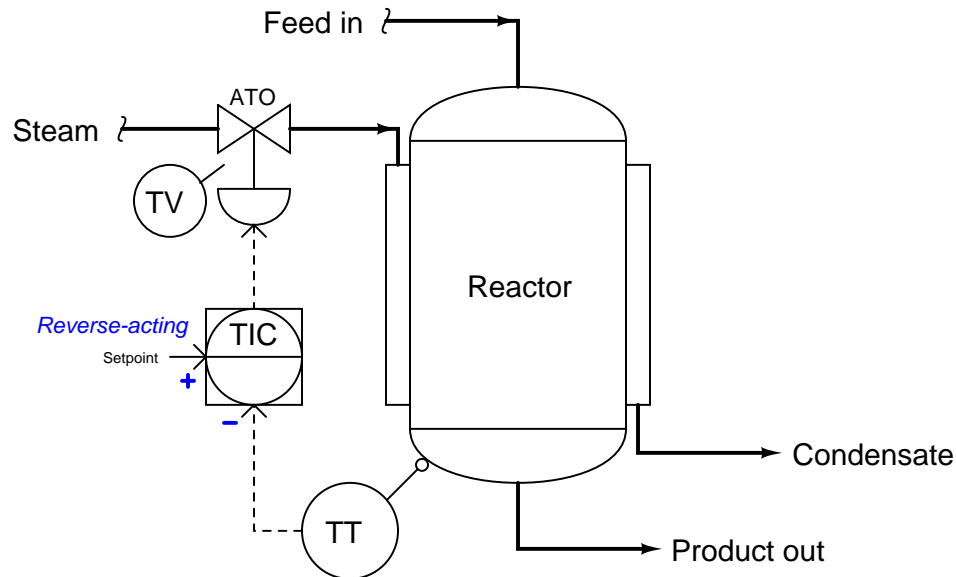 Feed in
ATO
Steam
TV
Reactor
Reverse-acting
TIC
Setpoint
+
−
Condensate
TT
Product out